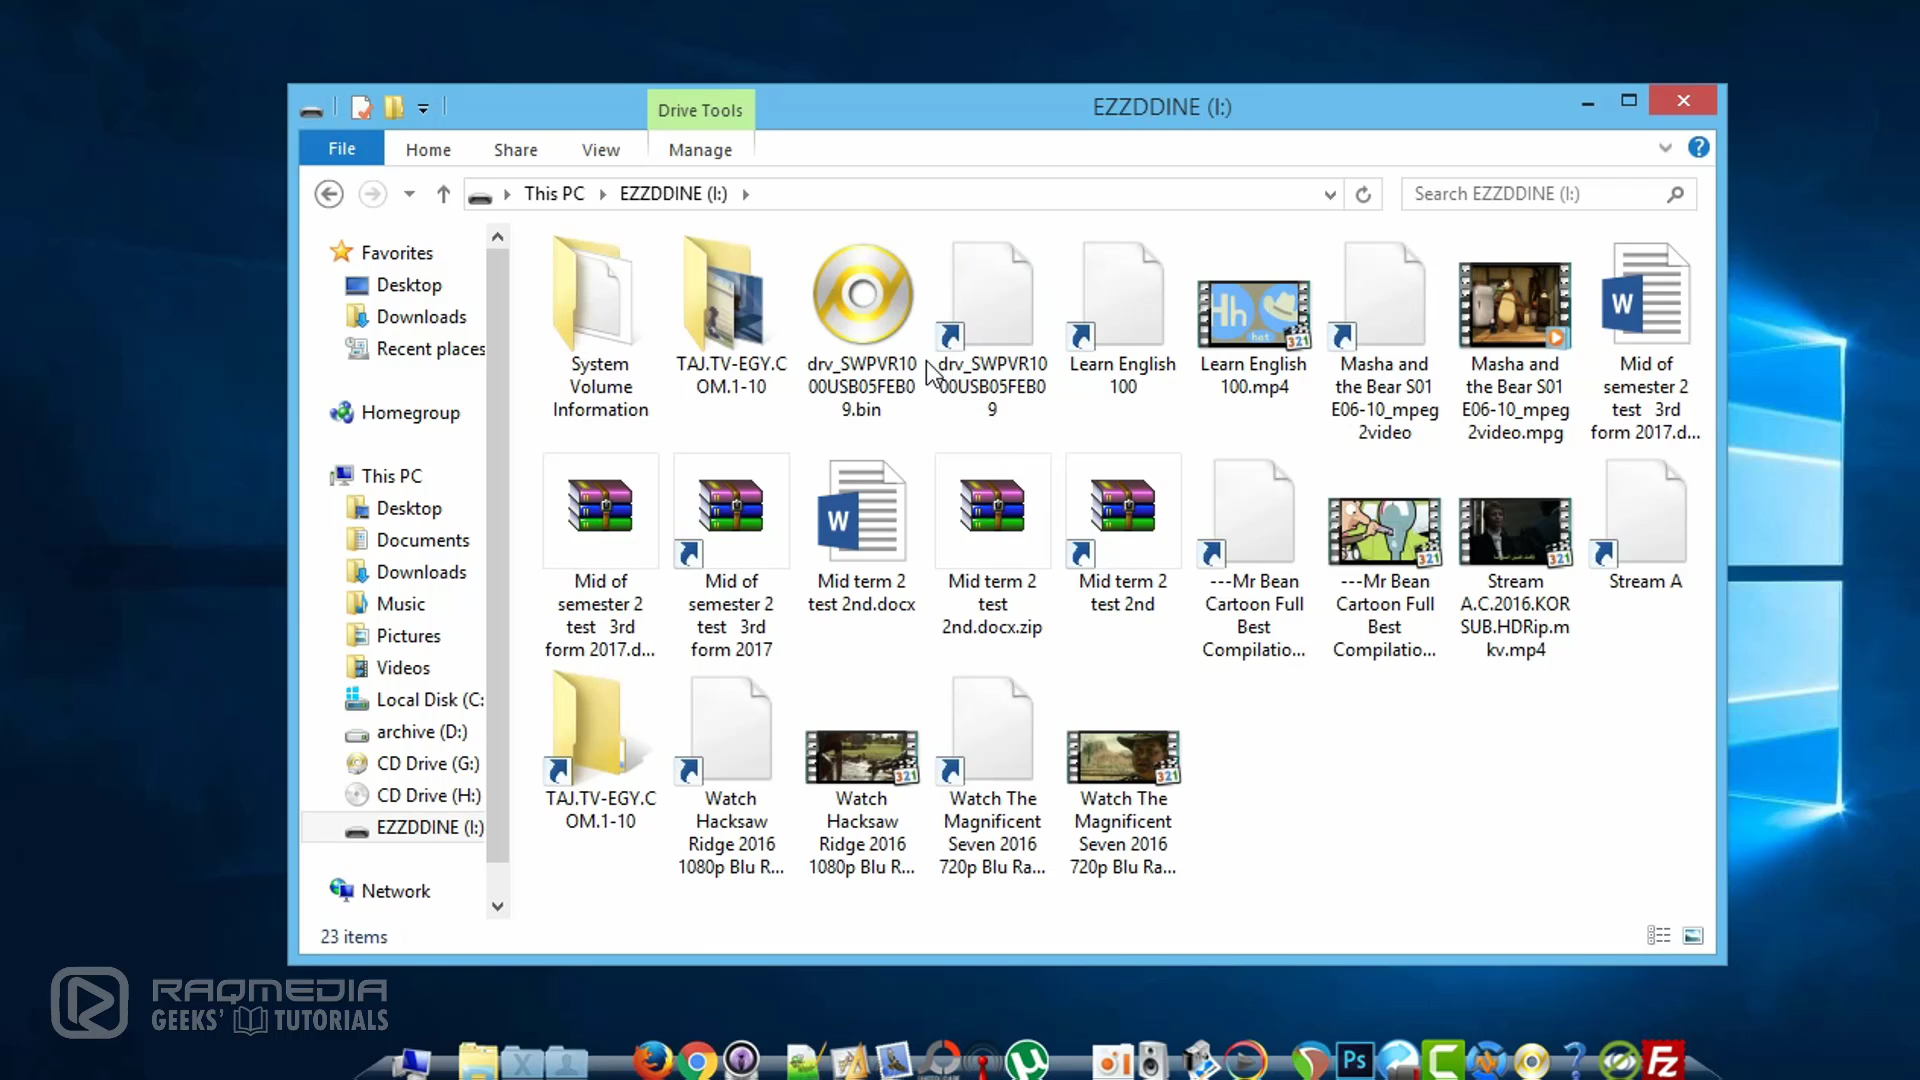 Drive Tools
EZZDDINE (I:)
File
Home
Share
View
Manage
This PC
EZZDDINE (I:)
Search EZZDDINE (I:)
Favorites
Desktop
Downloads
Recent places
Homegroup
This PC
Desktop
Documents
Downloads
Music
Pictures
Videos
Local Disk (C:
archive (D:)
CD Drive (G:)
CD Drive (H:)
EZZDDINE (I:)
Network
System
Volume
Information
TAJ.TV-EGY.C
OM.1-10
drv_SWPVR10
00USB05FEB0
9.bin
drv_SWPVR10
00USB05FEB0
9
Learn English
100
Learn English
100.mp4
Hh
hat
321
Masha and
the Bear S01
E06-10_mpeg
2video
Masha and
the Bear S01
E06-10_mpeg
2video.mpg
W
Mid of
semester 2
test 3rd
form 2017.d...
Mid of
semester 2
test 3rd
form 2017.d...
Mid of
semester 2
test 3rd
form 2017
W
Mid term 2
test 2nd.docx
Mid term 2
test
2nd.docx.zip
Mid term 2
test 2nd
---Mr Bean
Cartoon Full
Best
Compilatio...
321
---Mr Bean
Cartoon Full
Best
Compilatio...
321
Stream
A.C.2016.KOR
SUB.HDRip.m
kv.mp4
Stream A
TAJ.TV-EGY.C
OM.1-10
Watch
Hacksaw
Ridge 2016
1080p Blu R...
321
Watch
Hacksaw
Ridge 2016
1080p Blu R...
Watch The
Magnificent
Seven 2016
720p Blu Ra...
321
Watch The
Magnificent
Seven 2016
720p Blu Ra...
23 items
RAQMEDIA
GEEKS' TUTORIALS
Ps
Fz